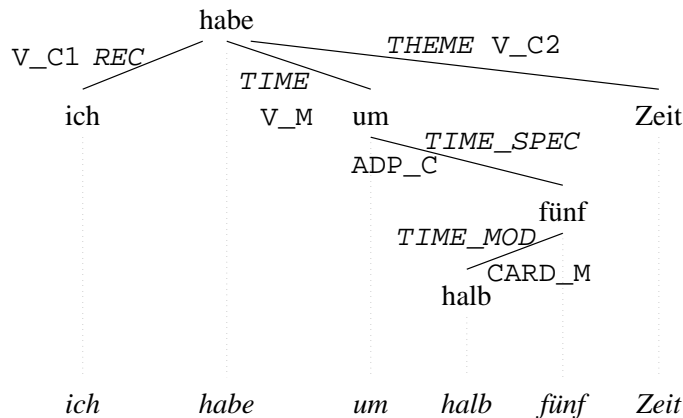 habe
V_C1 REC
THEME V_C2
TIME
ich
V_M
um
Zeit
TIME_SPEC
ADP_C
fünf
TIME_MOD
CARD_M
halb
ich habe um halb fünf Zeit